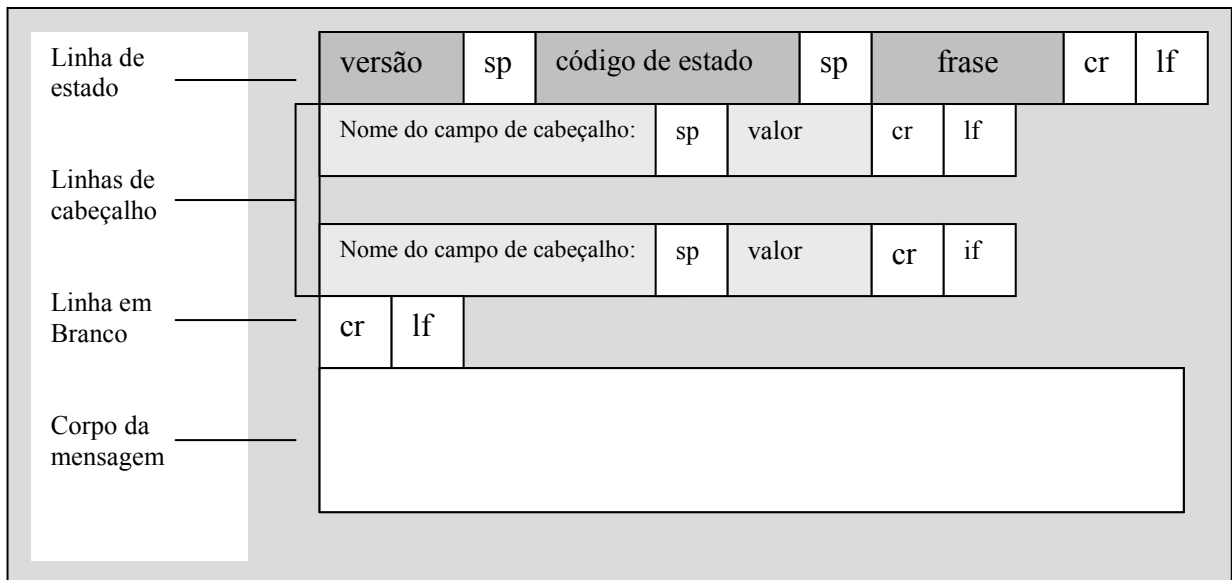 Linha de
estado
versão sp código de estado sp frase cr lf
Nome do campo de cabeçalho: sp valor cr lf
Linhas de
cabeçalho
Nome do campo de cabeçalho: sp valor cr if
Linha em
Branco
cr lf
Corpo da
mensagem